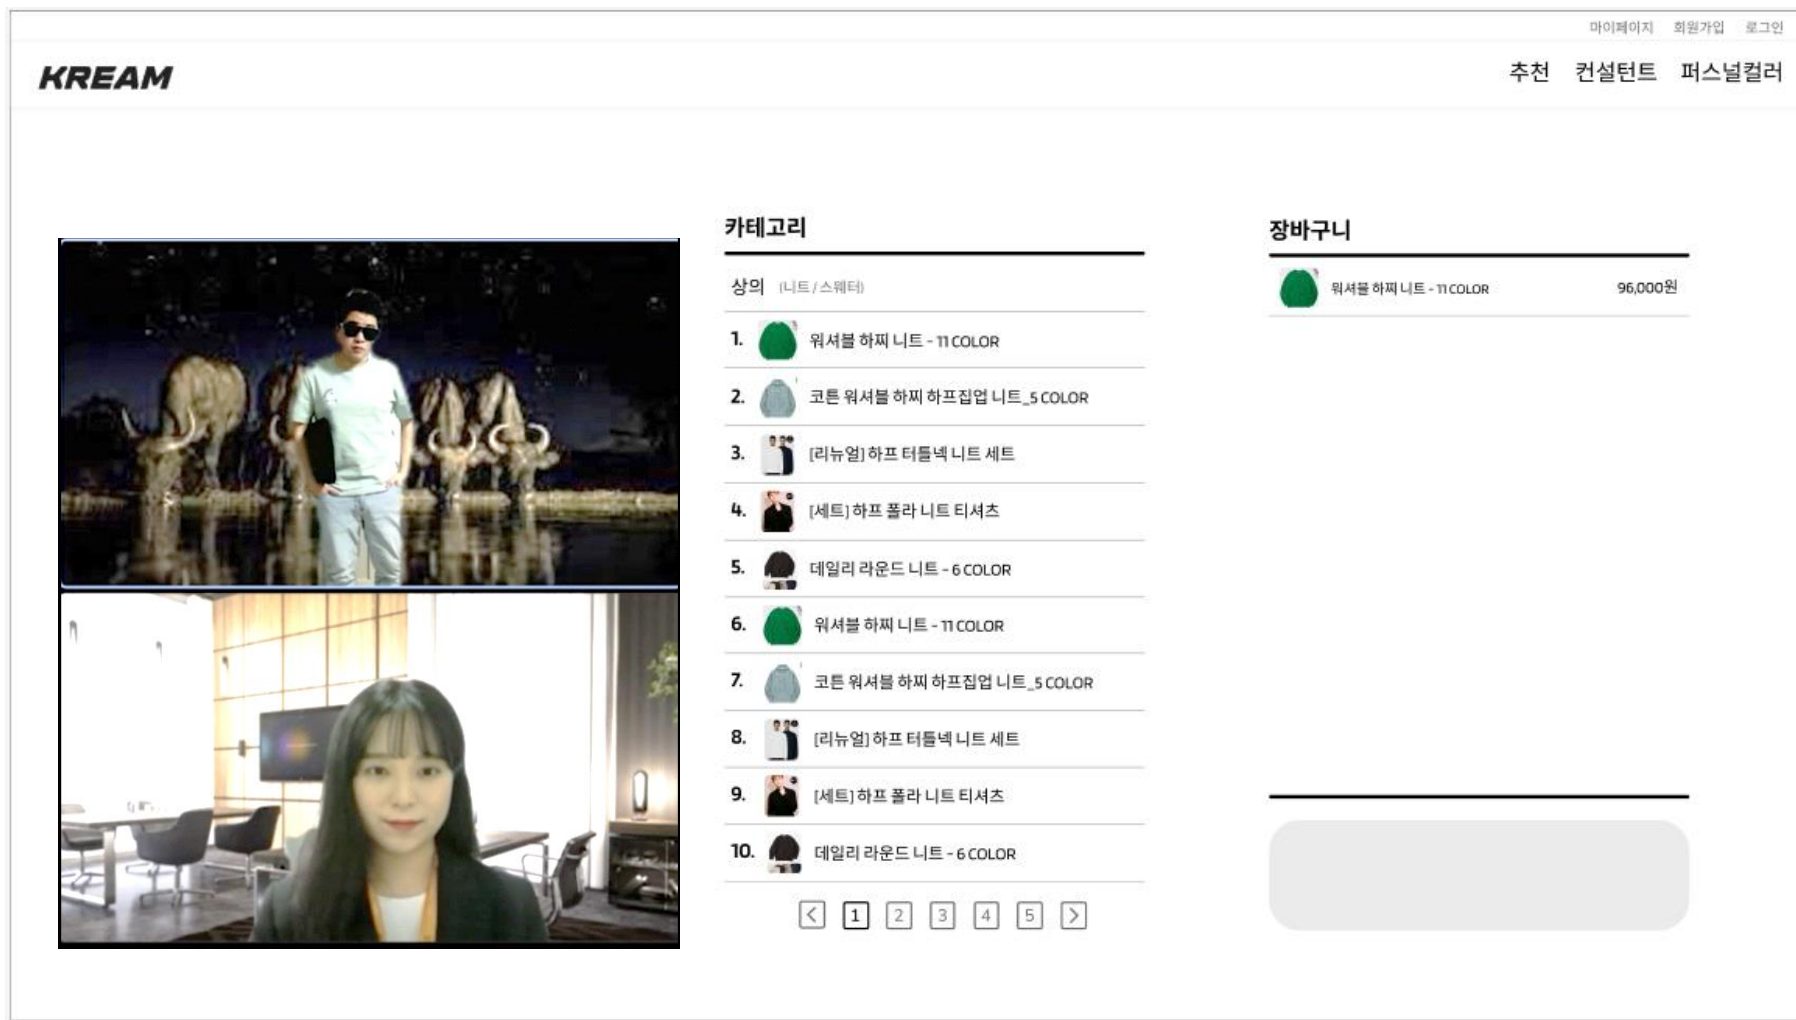 마이페이지 회원가입 로그인
KREAM
추천 컨설턴트 퍼스널컬러
카테고리
상의 (니트 / 스웨터)
1. 워셔블 하찌 니트 - 11 COLOR
2. 코튼 워셔블 하찌 하프집업 니트_5 COLOR
3. [리뉴얼] 하프 터틀넥 니트 세트
4. [세트] 하프 폴라 니트 티셔츠
5. 데일리 라운드 니트 - 6 COLOR
6. 워셔블 하찌 니트 - 11 COLOR
7. 코튼 워셔블 하찌 하프집업 니트_5 COLOR
8. [리뉴얼] 하프 터틀넥 니트 세트
9. [세트] 하프 폴라 니트 티셔츠
10. 데일리 라운드 니트 - 6 COLOR
< 1 2 3 4 5 >
장바구니
워셔블 하찌 니트 - 11 COLOR 96,000원